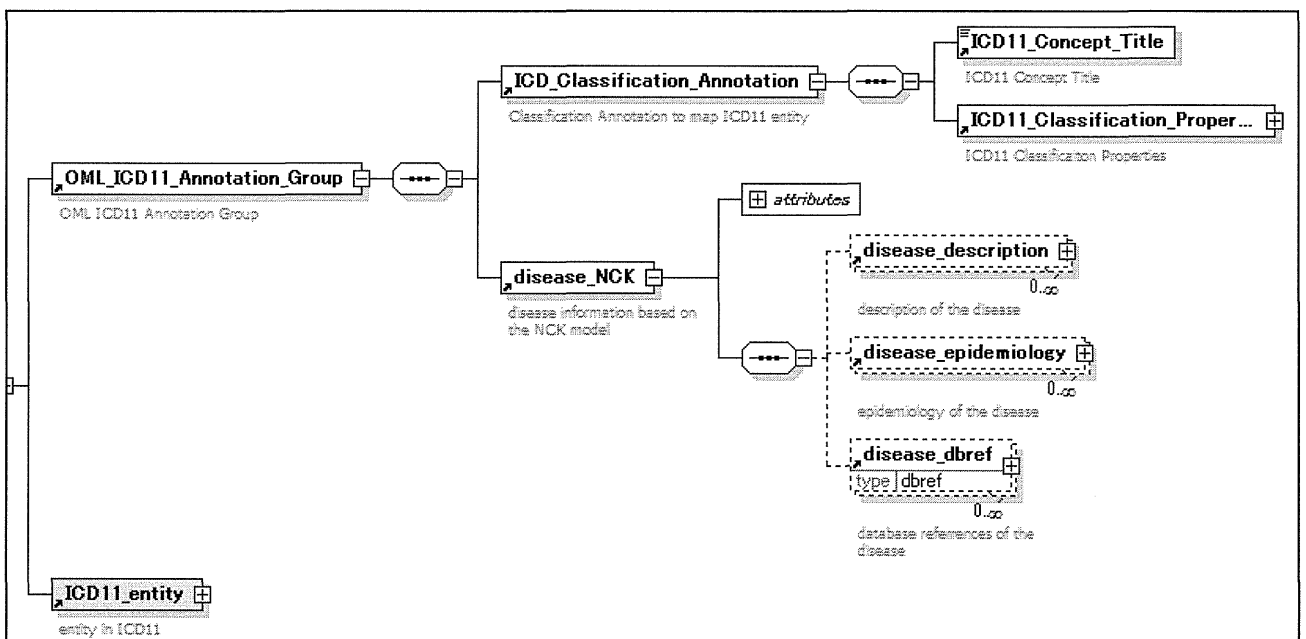 ICD11_Concept_Title
ICD11 Concept Title
ICD_Classification_Annotation
Classification Annotation to map ICD11 entity
ICD11_Classification_Proper...
ICD11 Classificaiton Properties
OML_ICD11_Annotation_Group
OML ICD11 Annotation Group
attributes
disease_description
0..∞
description of the disease
disease_NCK
disease information based on
the NCK model
disease_epidemiology
0..∞
epidemiology of the disease
disease_dbref
type dbref
0..∞
database referrences of the
disease
ICD11_entity
entity in ICD11